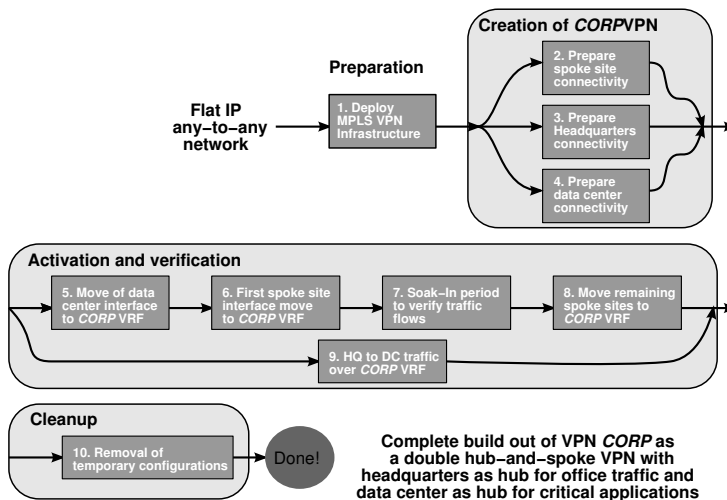 Creation of CORPVPN
Preparation
Flat IP
any–to–any
network
1. Deploy
MPLS VPN
Infrastructure
2. Prepare
spoke site
connectivity
3. Prepare
Headquarters
connectivity
4. Prepare
data center
connectivity
Activation and verification
5. Move of data
center interface
to CORP VRF
6. First spoke site
interface move
to CORP VRF
7. Soak–In period
to verify traffic
flows
8. Move remaining
spoke sites to
CORP VRF
9. HQ to DC traffic
over CORP VRF
Cleanup
10. Removal of
temporary configurations
Done!
Complete build out of VPN CORP as
a double hub–and–spoke VPN with
headquarters as hub for office traffic and
data center as hub for critical applications